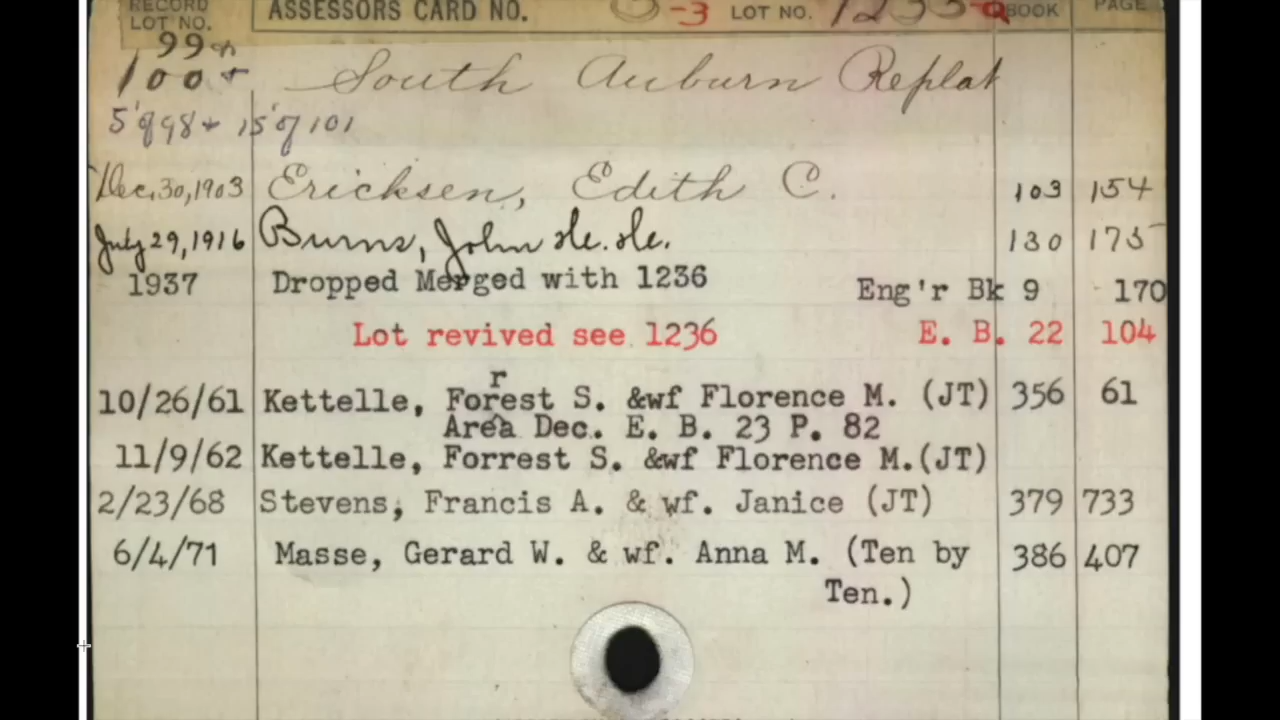 RECORD ASSESSORS CARD NO. -3 LOT NO. BOOK PAGE
LOT NO.
99
100 + South Auburn Replat
5' of 98 + 15' of 101
Dec. 30, 1903 Ericksen, Edith C. 103 154
July 29, 1916 Burns, John 130 175
1937 Dropped Merged with 1236 Eng'r Bk 9 170
Lot revived see 1236 E. B. 22 104
r
10/26/61 Kettelle, Forest S. &wf Florence M. (JT) 356 61
Area Dec. E. B. 23 P. 82
11/9/62 Kettelle, Forrest S. &wf Florence M.(JT)
2/23/68 Stevens, Francis A. & wf. Janice (JT) 379 733
6/4/71 Masse, Gerard W. & wf. Anna M. (Ten by 386 407
Ten.)